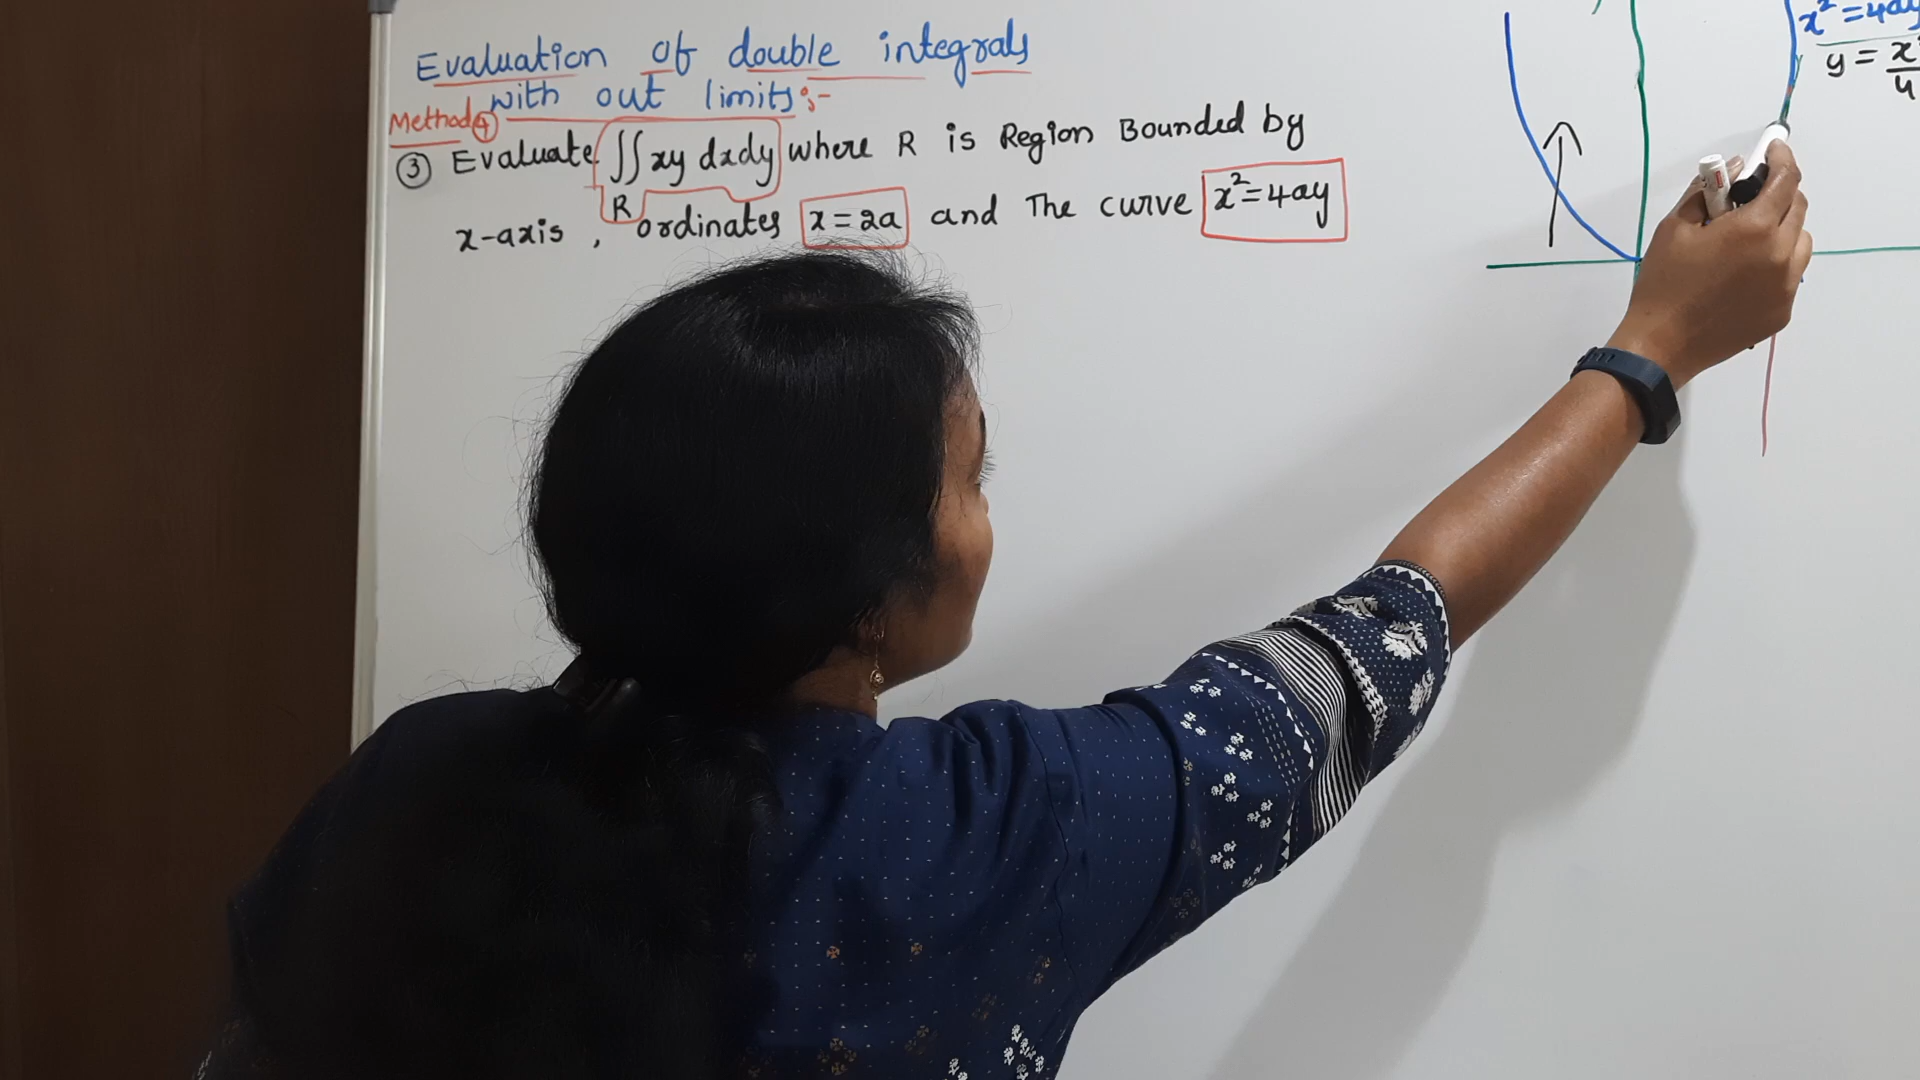 Evaluation of double integrals
with out limits:-
Method ④
③ Evaluate ∬ xy dxdy where R is Region Bounded by
R
x-axis, ordinates x = 2a and The curve x² = 4ay
x² = 4ay
y = x²/4